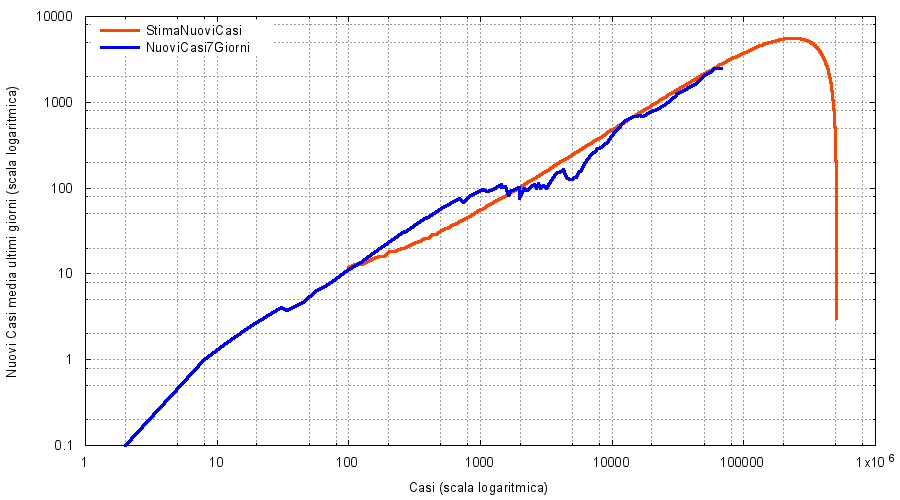 StimaNuoviCasi
NuoviCasi7Giorni
Nuovi Casi media ultimi giorni (scala logaritmica)
10000
1000
100
10
1
0.1
1 10 100 1000 10000 100000 1x10 6
Casi (scala logaritmica)